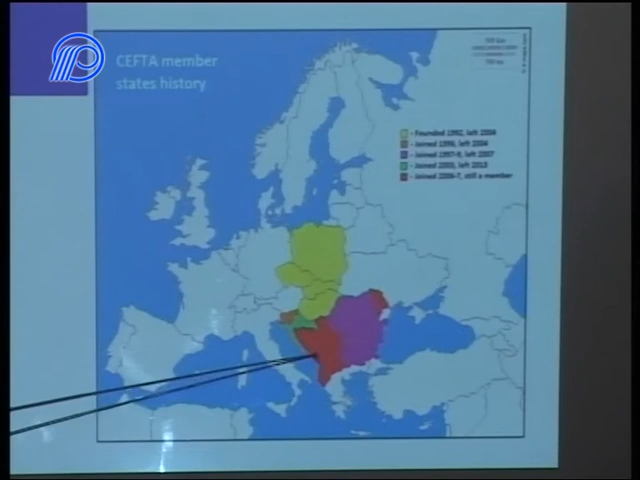 CEFTA member
states history
- Founded 1992, left 2004
- Joined 1996, left 2004
- Joined 1997-9, left 2007
- Joined 2003, left 2013
- Joined 2006-7, still a member